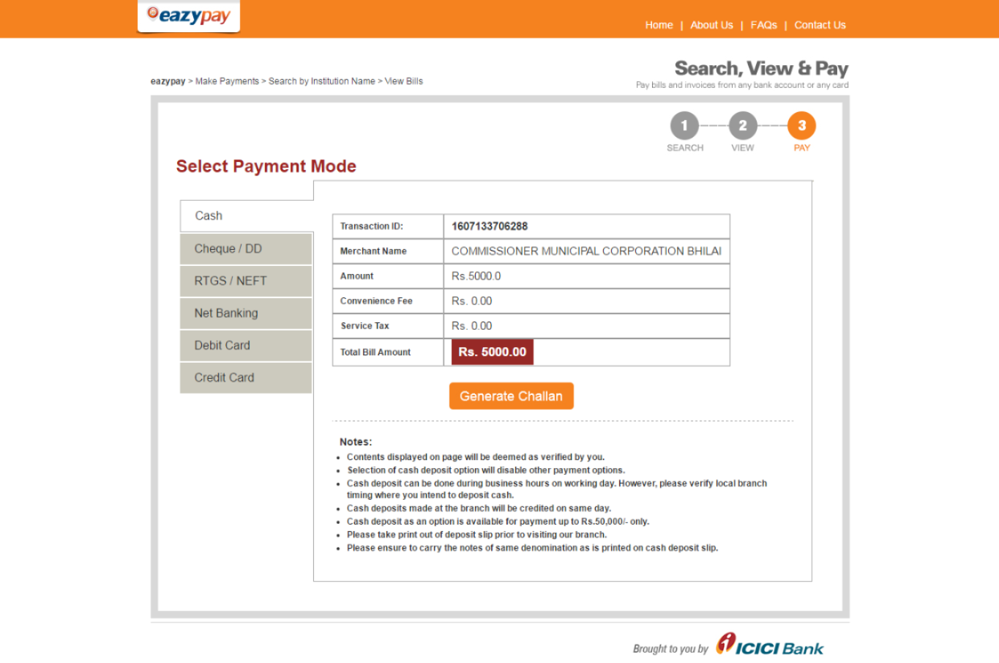 eazypay
Home | About Us | FAQs | Contact Us
Search, View & Pay
eazypay > Make Payments > Search by Institution Name > View Bills
Pay bills and invoices from any bank account or any card
1 2 3
SEARCH VIEW PAY
Select Payment Mode
Cash
Cheque / DD
RTGS / NEFT
Net Banking
Debit Card
Credit Card
Transaction ID: 1607133706288
Merchant Name COMMISSIONER MUNICIPAL CORPORATION BHILAI
Amount Rs.5000.0
Convenience Fee Rs. 0.00
Service Tax Rs. 0.00
Total Bill Amount Rs. 5000.00
Generate Challan
Notes:
• Contents displayed on page will be deemed as verified by you.
• Selection of cash deposit option will disable other payment options.
• Cash deposit can be done during business hours on working day. However, please verify local branch
timing where you intend to deposit cash.
• Cash deposits made at the branch will be credited on same day.
• Cash deposit as an option is available for payment up to Rs.50,000/- only.
• Please take print out of deposit slip prior to visiting our branch.
• Please ensure to carry the notes of same denomination as is printed on cash deposit slip.
Brought to you by ICICI Bank